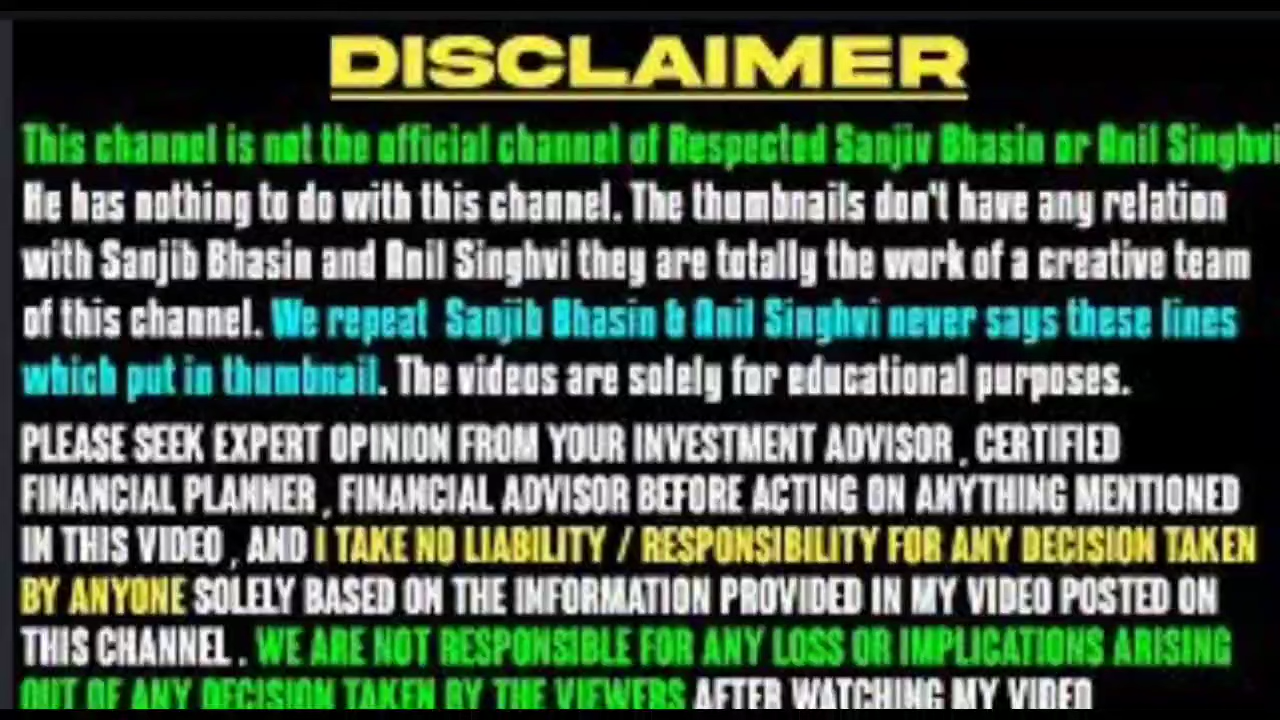 DISCLAIMER
This channel is not the official channel of Respected Sanjiv Bhasin or Anil Singhvi
He has nothing to do with this channel. The thumbnails don't have any relation
with Sanjib Bhasin and Anil Singhvi they are totally the work of a creative team
of this channel. We repeat Sanjib Bhasin & Anil Singhvi never says these lines
which put in thumbnail. The videos are solely for educational purposes.
PLEASE SEEK EXPERT OPINION FROM YOUR INVESTMENT ADVISOR , CERTIFIED
FINANCIAL PLANNER , FINANCIAL ADVISOR BEFORE ACTING ON ANYTHING MENTIONED
IN THIS VIDEO , AND I TAKE NO LIABILITY / RESPONSIBILITY FOR ANY DECISION TAKEN
BY ANYONE SOLELY BASED ON THE INFORMATION PROVIDED IN MY VIDEO POSTED ON
THIS CHANNEL . WE ARE NOT RESPONSIBLE FOR ANY LOSS OR IMPLICATIONS ARISING
OUT OF ANY DECISION TAKEN BY THE VIEWERS AFTER WATCHING MY VIDEO